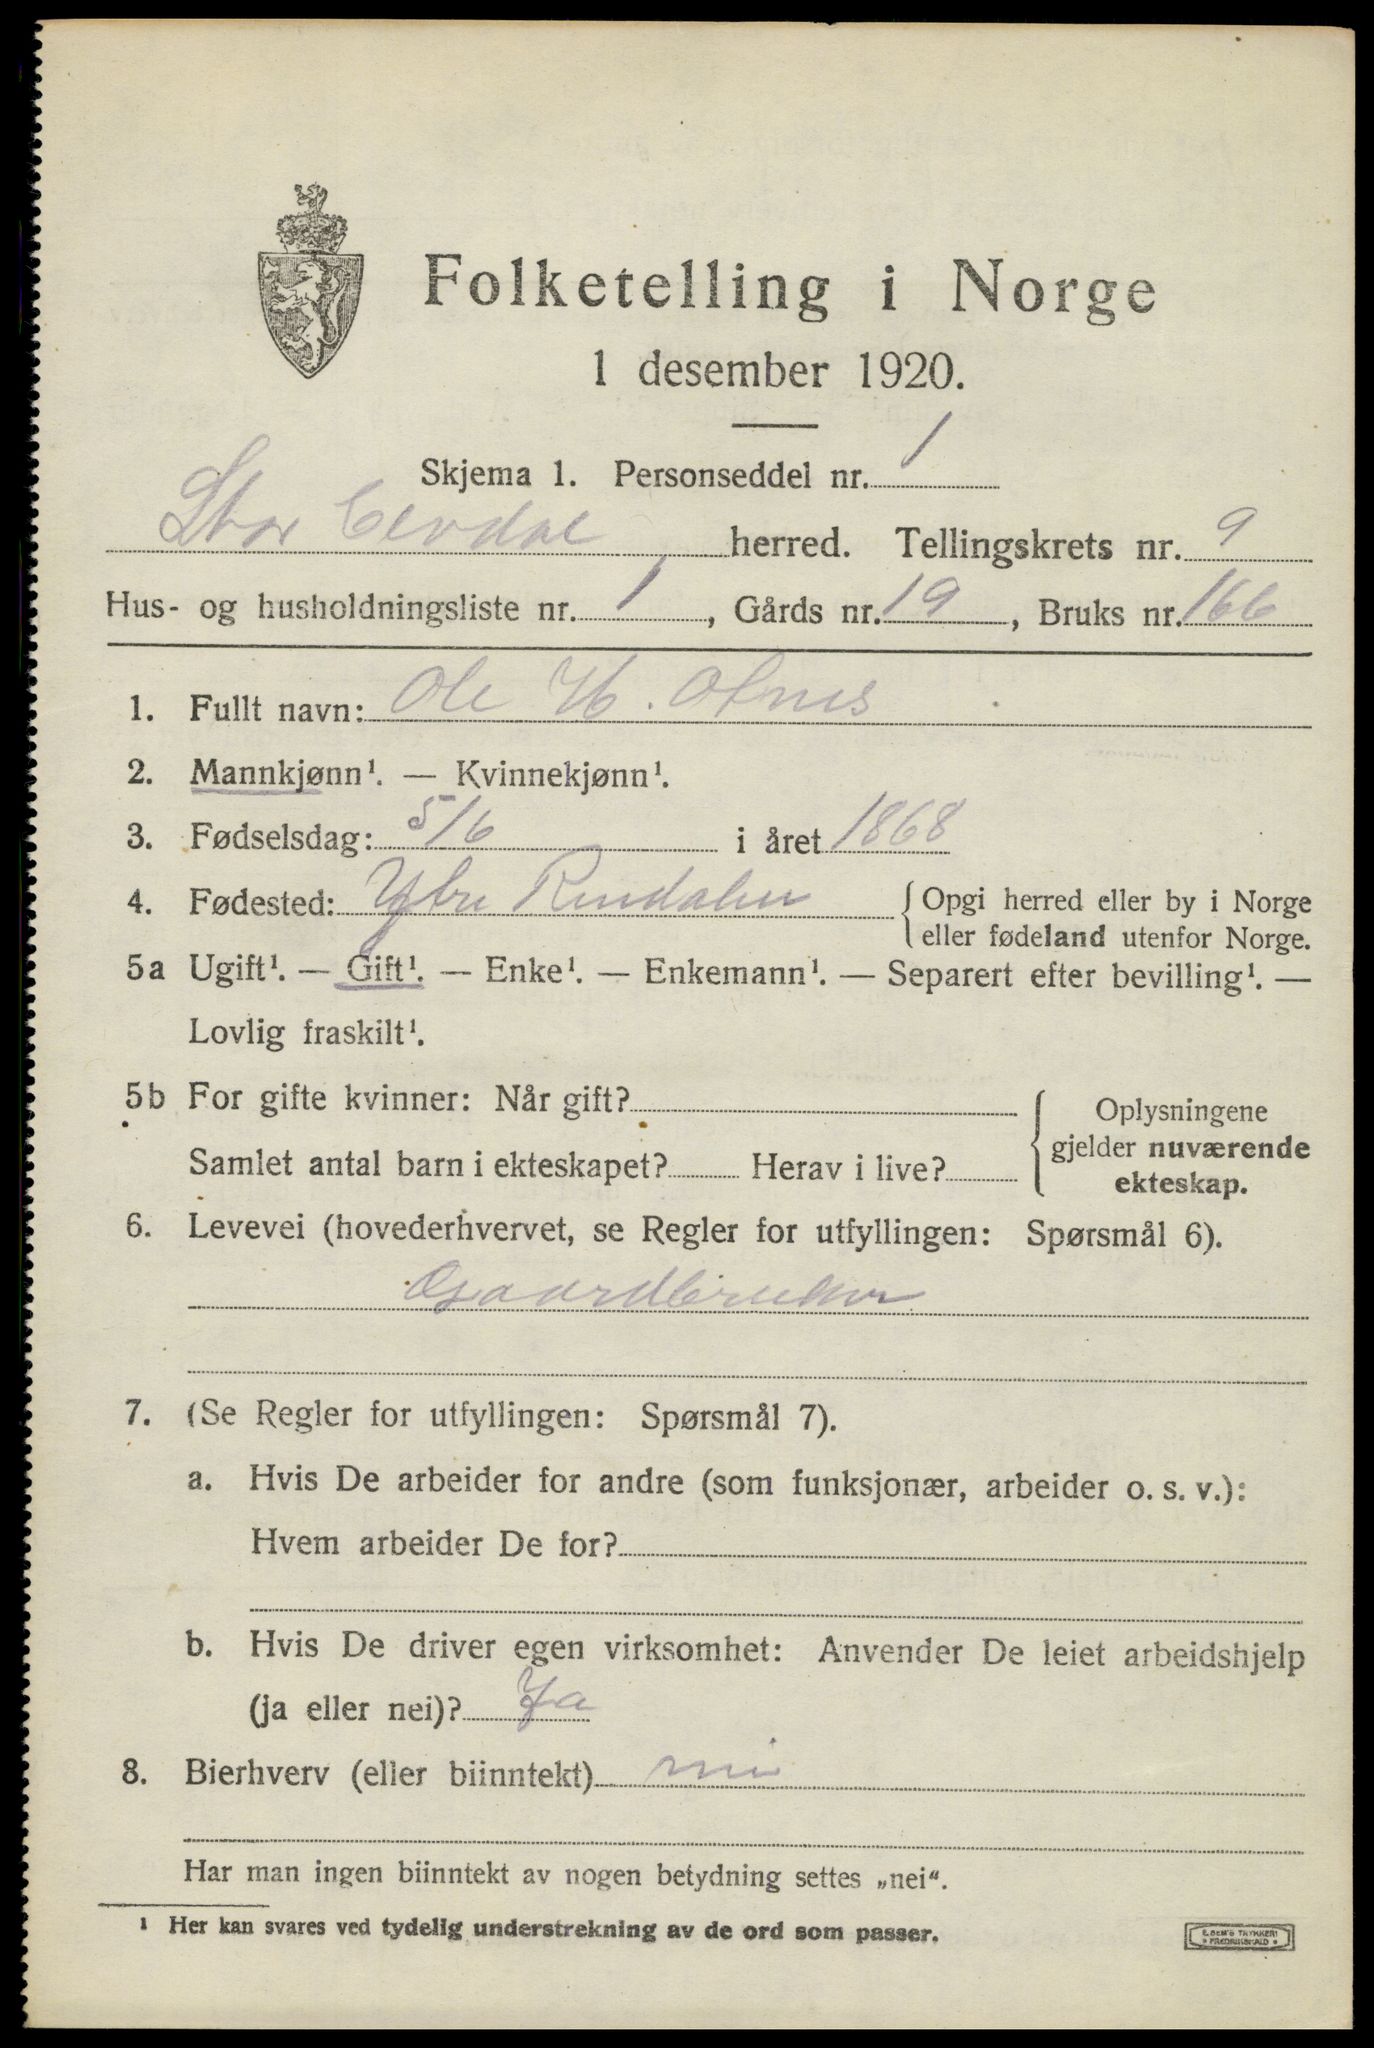 Folketelling i Norge
1 desember 1920.
Skjema 1. Personseddel nr. 1
Stor Elvdal herred. Tellingskrets nr. 9
Hus- og husholdningsliste nr. 1, Gårds nr. 19, Bruks nr. 166
1. Fullt navn: Ole H.
2. Mannkjønn¹. — Kvinnekjønn¹.
3. Fødselsdag: 5/6 i året 1868
4. Fødested: Ytre Rendalen { Opgi herred eller by i Norge
eller fødeland utenfor Norge.
5a Ugift¹. — Gift¹. — Enke¹. — Enkemann¹. — Separert efter bevilling¹. —
Lovlig fraskilt¹.
5b For gifte kvinner: Når gift?
Samlet antal barn i ekteskapet? Herav i live?
Oplysningene
gjelder nuværende
ekteskap.
6. Levevei (hovederhvervet, se Regler for utfyllingen: Spørsmål 6).
Gaardbruker
7. (Se Regler for utfyllingen: Spørsmål 7).
a. Hvis De arbeider for andre (som funksjonær, arbeider o. s. v.):
Hvem arbeider De for?
b. Hvis De driver egen virksomhet: Anvender De leiet arbeidshjelp
(ja eller nei)? Ja
8. Bierhverv (eller biinntekt) nei
Har man ingen biinntekt av nogen betydning settes „nei“.
¹ Her kan svares ved tydelig understrekning av de ord som passer.